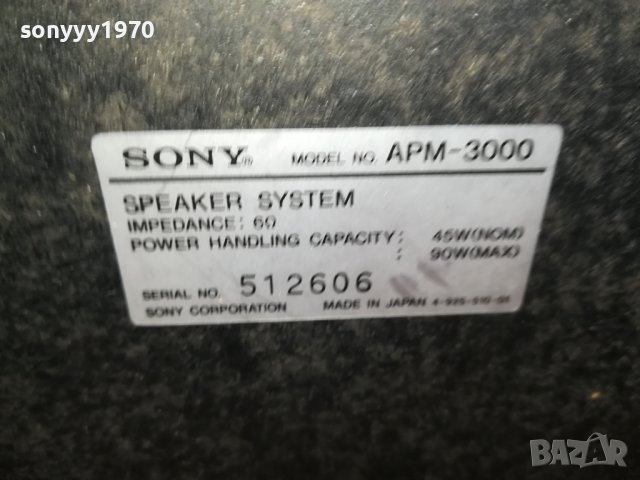 sonyyy1970
SONY® MODEL NO. APM-3000
SPEAKER SYSTEM
IMPEDANCE: 6Ω
POWER HANDLING CAPACITY: 45W(NOM)
: 90W(MAX)
SERIAL NO. 512606
SONY CORPORATION MADE IN JAPAN
BAZAR